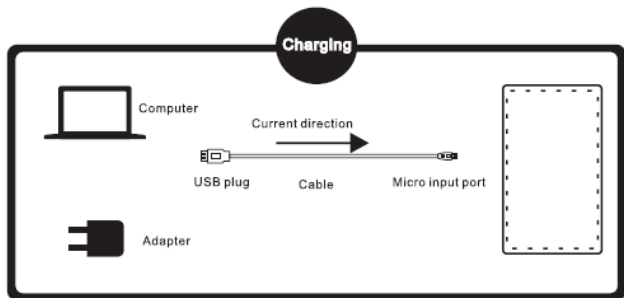 Charging
Computer
Current direction
USB plug
Cable
Micro input port
Adapter